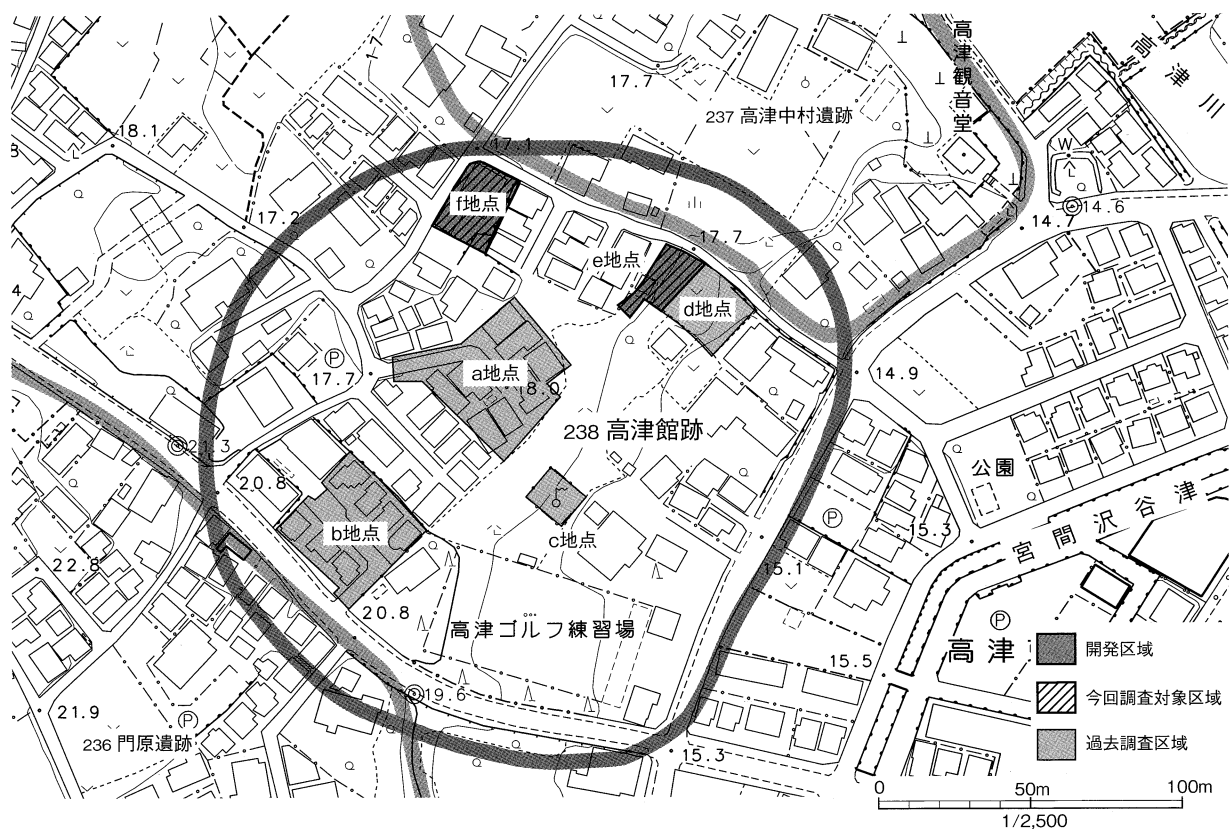 高津観音堂
高津川
17.7
17
237 高津中村遺跡
18.1
17.1
W
14.6
14.7
f地点
17.2
17.7
e地点
d地点
P
17.7
a地点
18.0
14.9
238 高津館跡
21.3
公園
20.8
b地点
c地点
P
15.3
宮間沢谷津
22.8
15.1
20.8
高津ゴルフ練習場
P
高津
開発区域
15.5
19.6
今回調査対象区域
21.9
P
236 門原遺跡
過去調査区域
15.3
0 50m 100m
1/2,500